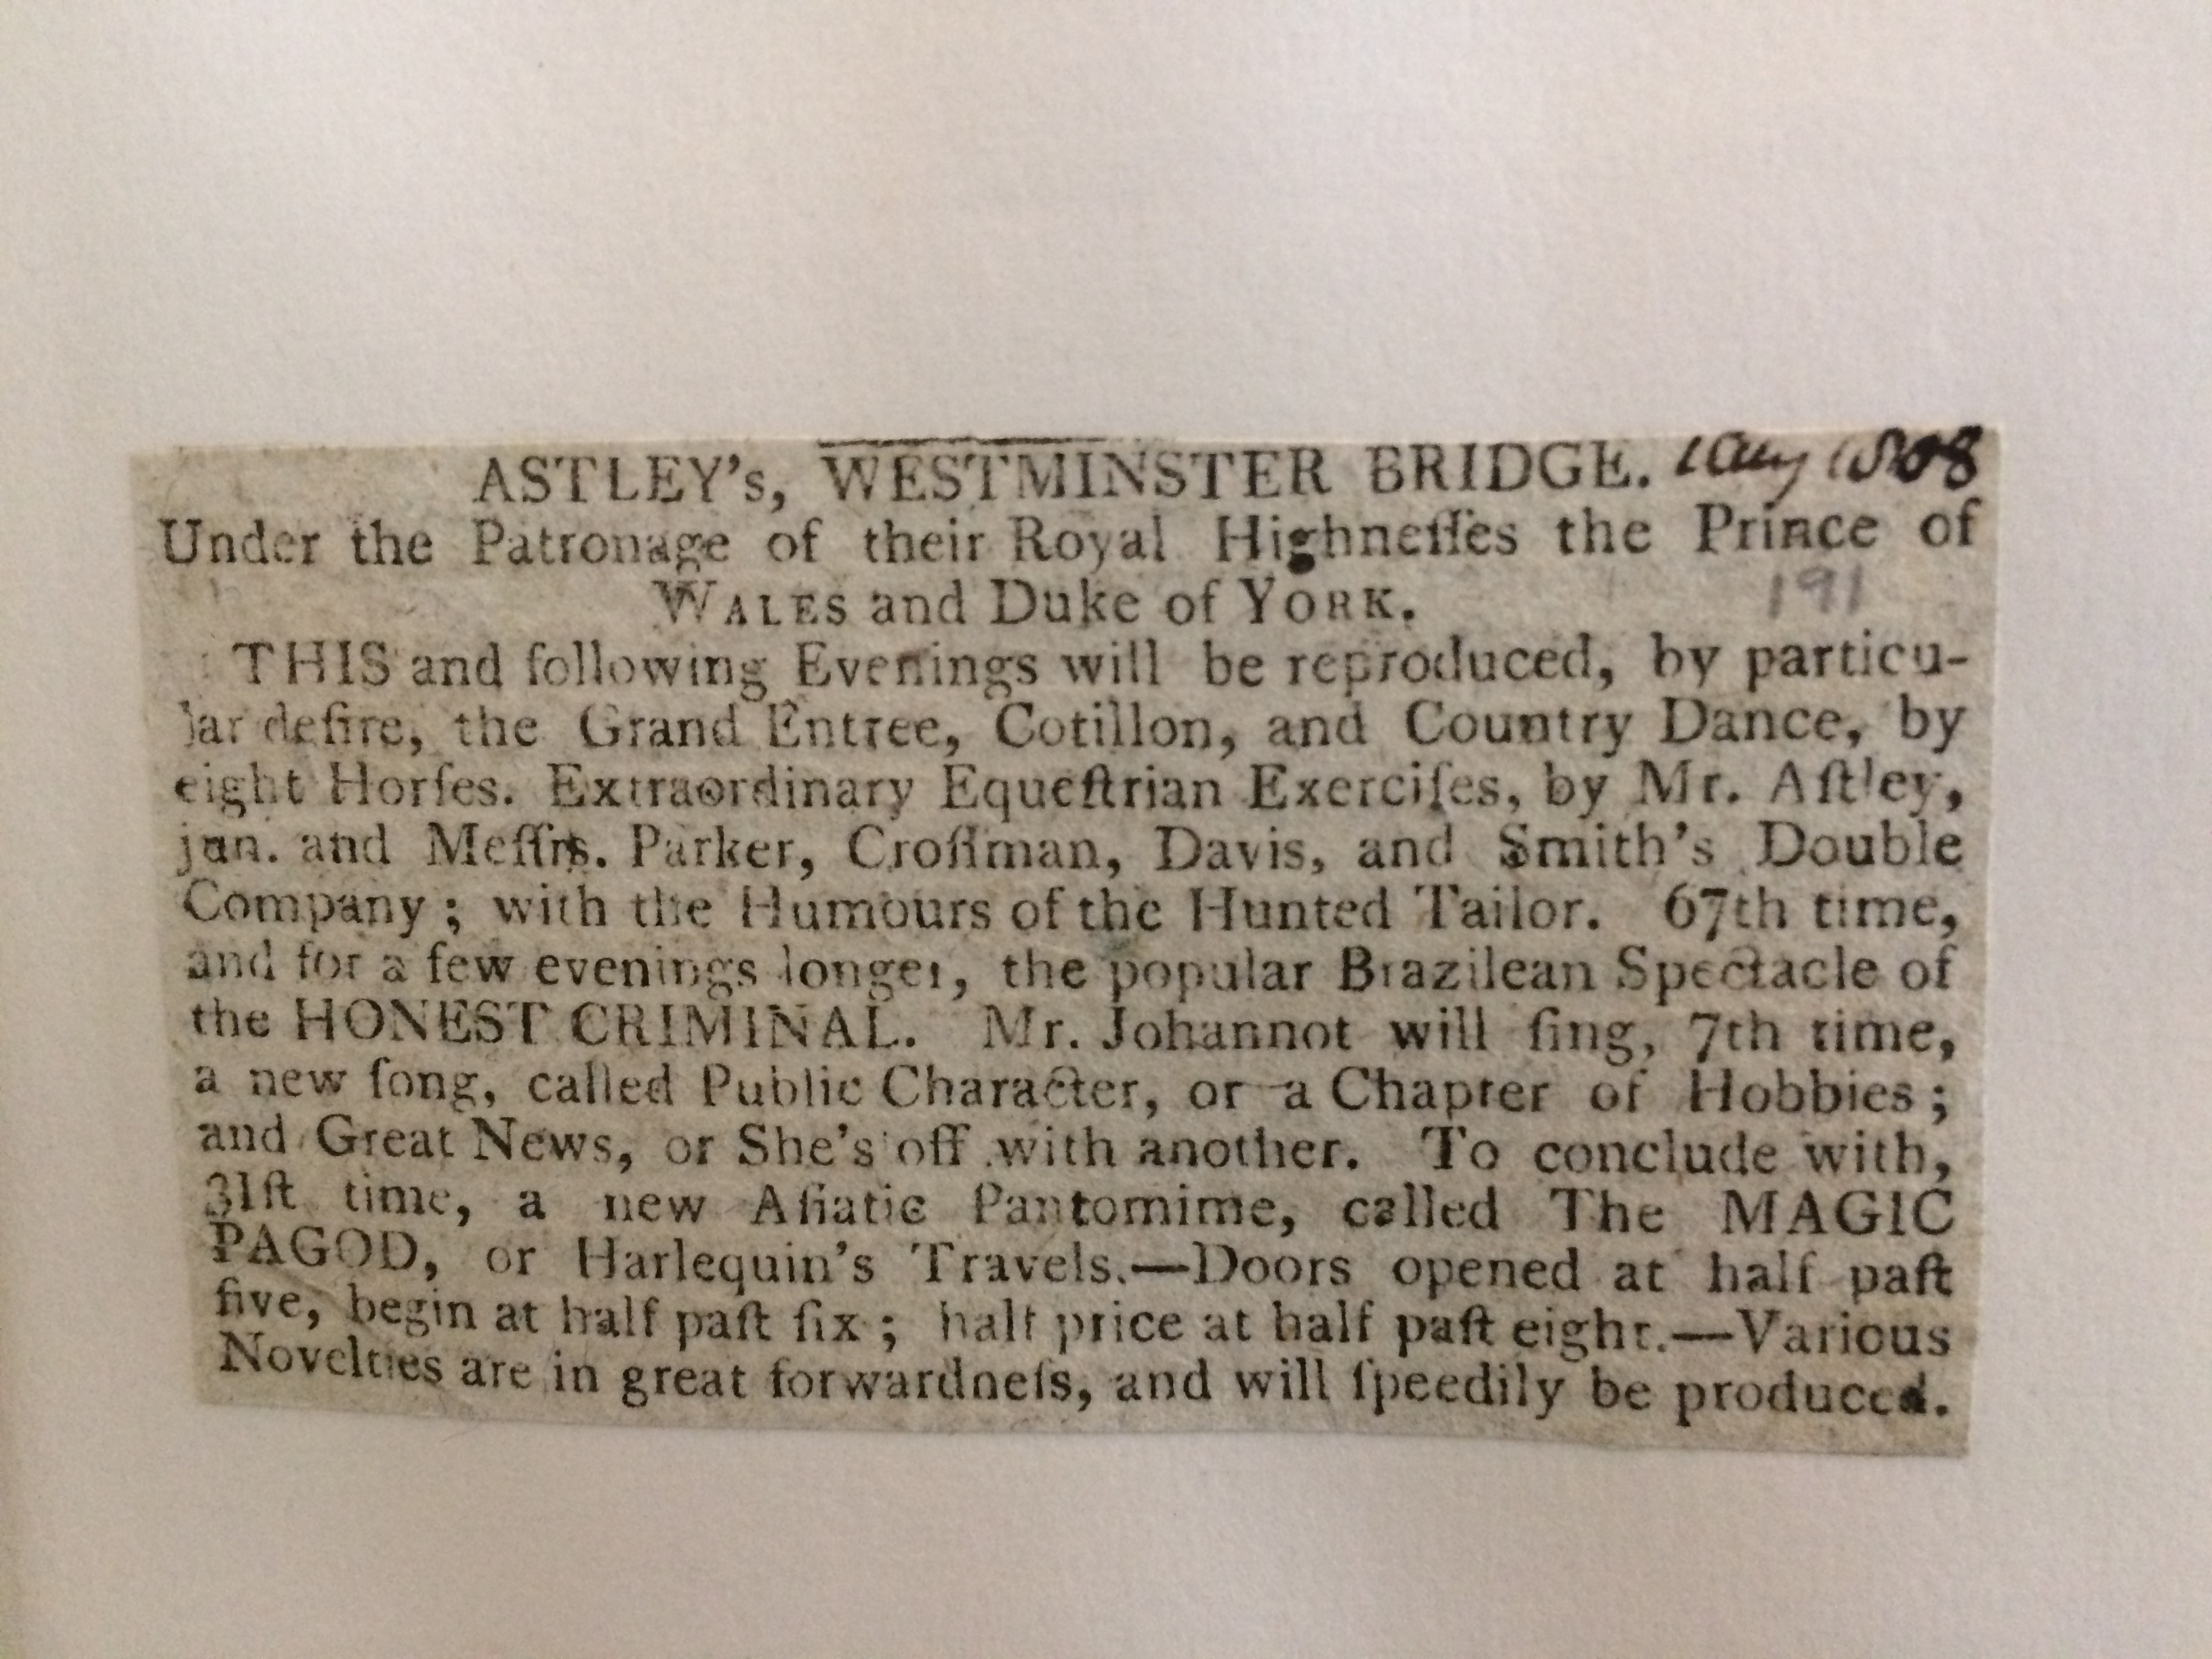 ASTLEY's, WESTMINSTER BRIDGE. 1 Aug 1808
Under the Patronage of their Royal Highneſſes the Prince of
WALES and Duke of YORK.
191
THIS and following Evenings will be reproduced, by particu-
lar deſire, the Grand Entree, Cotillon, and Country Dance, by
eight Horſes. Extraordinary Equeſtrian Exerciſes, by Mr. Aſtley,
jun. and Meſſrs. Parker, Croſſman, Davis, and Smith's Double
Company; with the Humours of the Hunted Tailor. 67th time,
and for a few evenings longer, the popular Brazilean Spectacle of
the HONEST CRIMINAL. Mr. Johannot will ſing, 7th time,
a new ſong, called Public Character, or a Chapter of Hobbies;
and Great News, or She's off with another. To conclude with,
31ſt time, a new Aſiatic Pantomime, called The MAGIC
PAGOD, or Harlequin's Travels.—Doors opened at half paſt
five, begin at half paſt ſix; half price at half paſt eight.—Various
Novelties are in great forwardneſs, and will ſpeedily be produced.